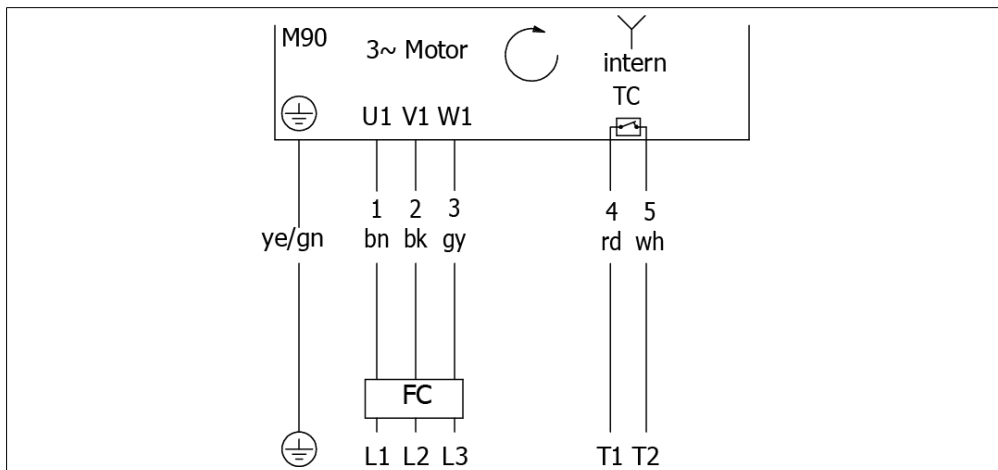 M90
3~ Motor
intern
TC
U1 V1 W1
1 2 3 4 5
ye/gn bn bk gy rd wh
FC
L1 L2 L3 T1 T2